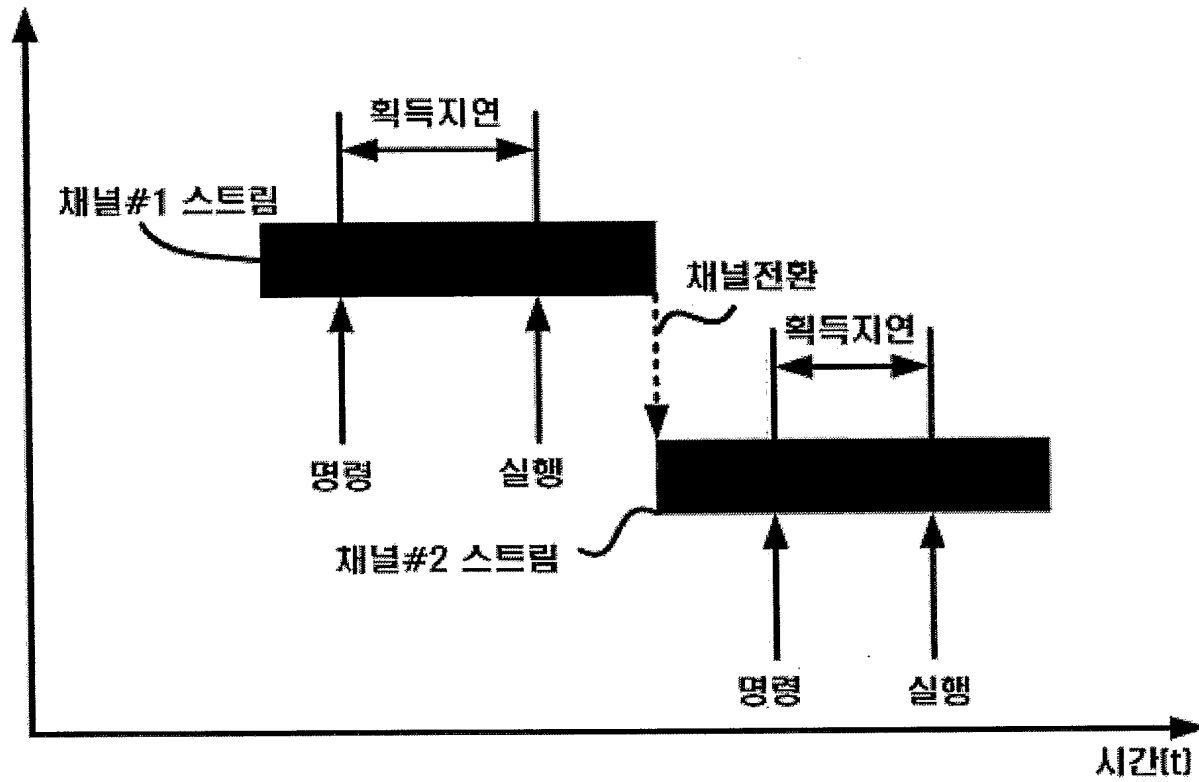 획득지연
채널#1 스트림
채널전환
획득지연
명령
실행
채널#2 스트림
명령
실행
시간(t)